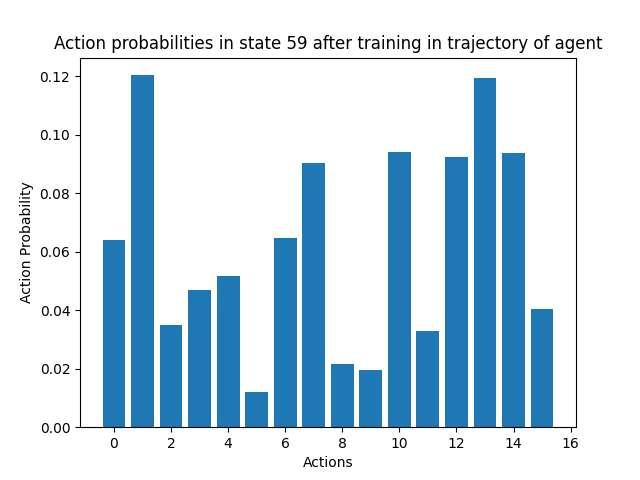 Action probabilities in state 59 after training in trajectory of agent
0.12
0.10
0.08
0.06
0.04
0.02
0.00
Action Probability
0 2 4 6 8 10 12 14 16
Actions